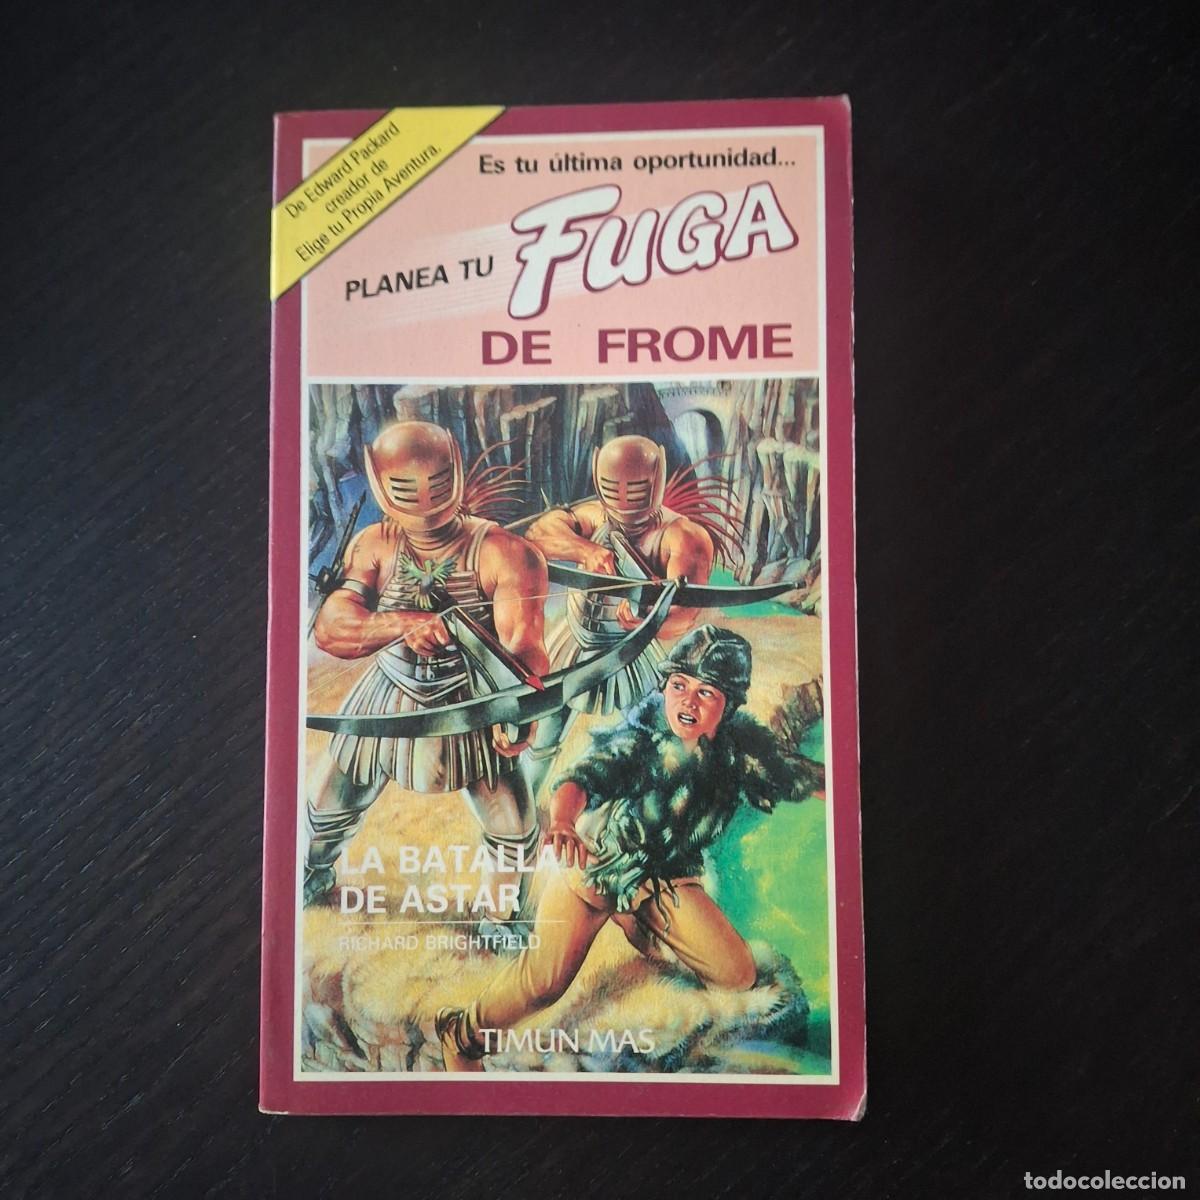 De Edward Packard
creador de
Elige tu Propia Aventura.
Es tu última oportunidad...
PLANEA TU FUGA
DE FROME
LA BATALLA
DE ASTAR
RICHARD BRIGHTFIELD
TIMUN MAS
todocoleccion